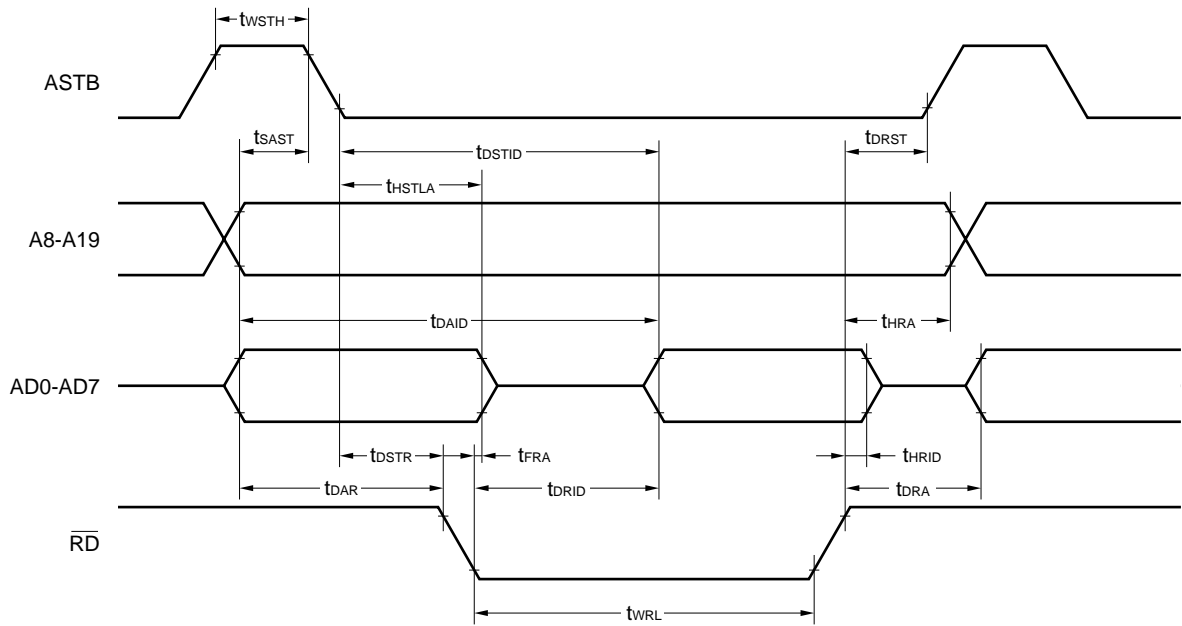 tWSTH
ASTB
tSAST
tDSTID
tDRST
tHSTLA
A8-A19
tDAID
tHRA
AD0-AD7
tDSTR
tFRA
tHRID
tDAR
tDRID
tDRA
R̅D̅
tWRL